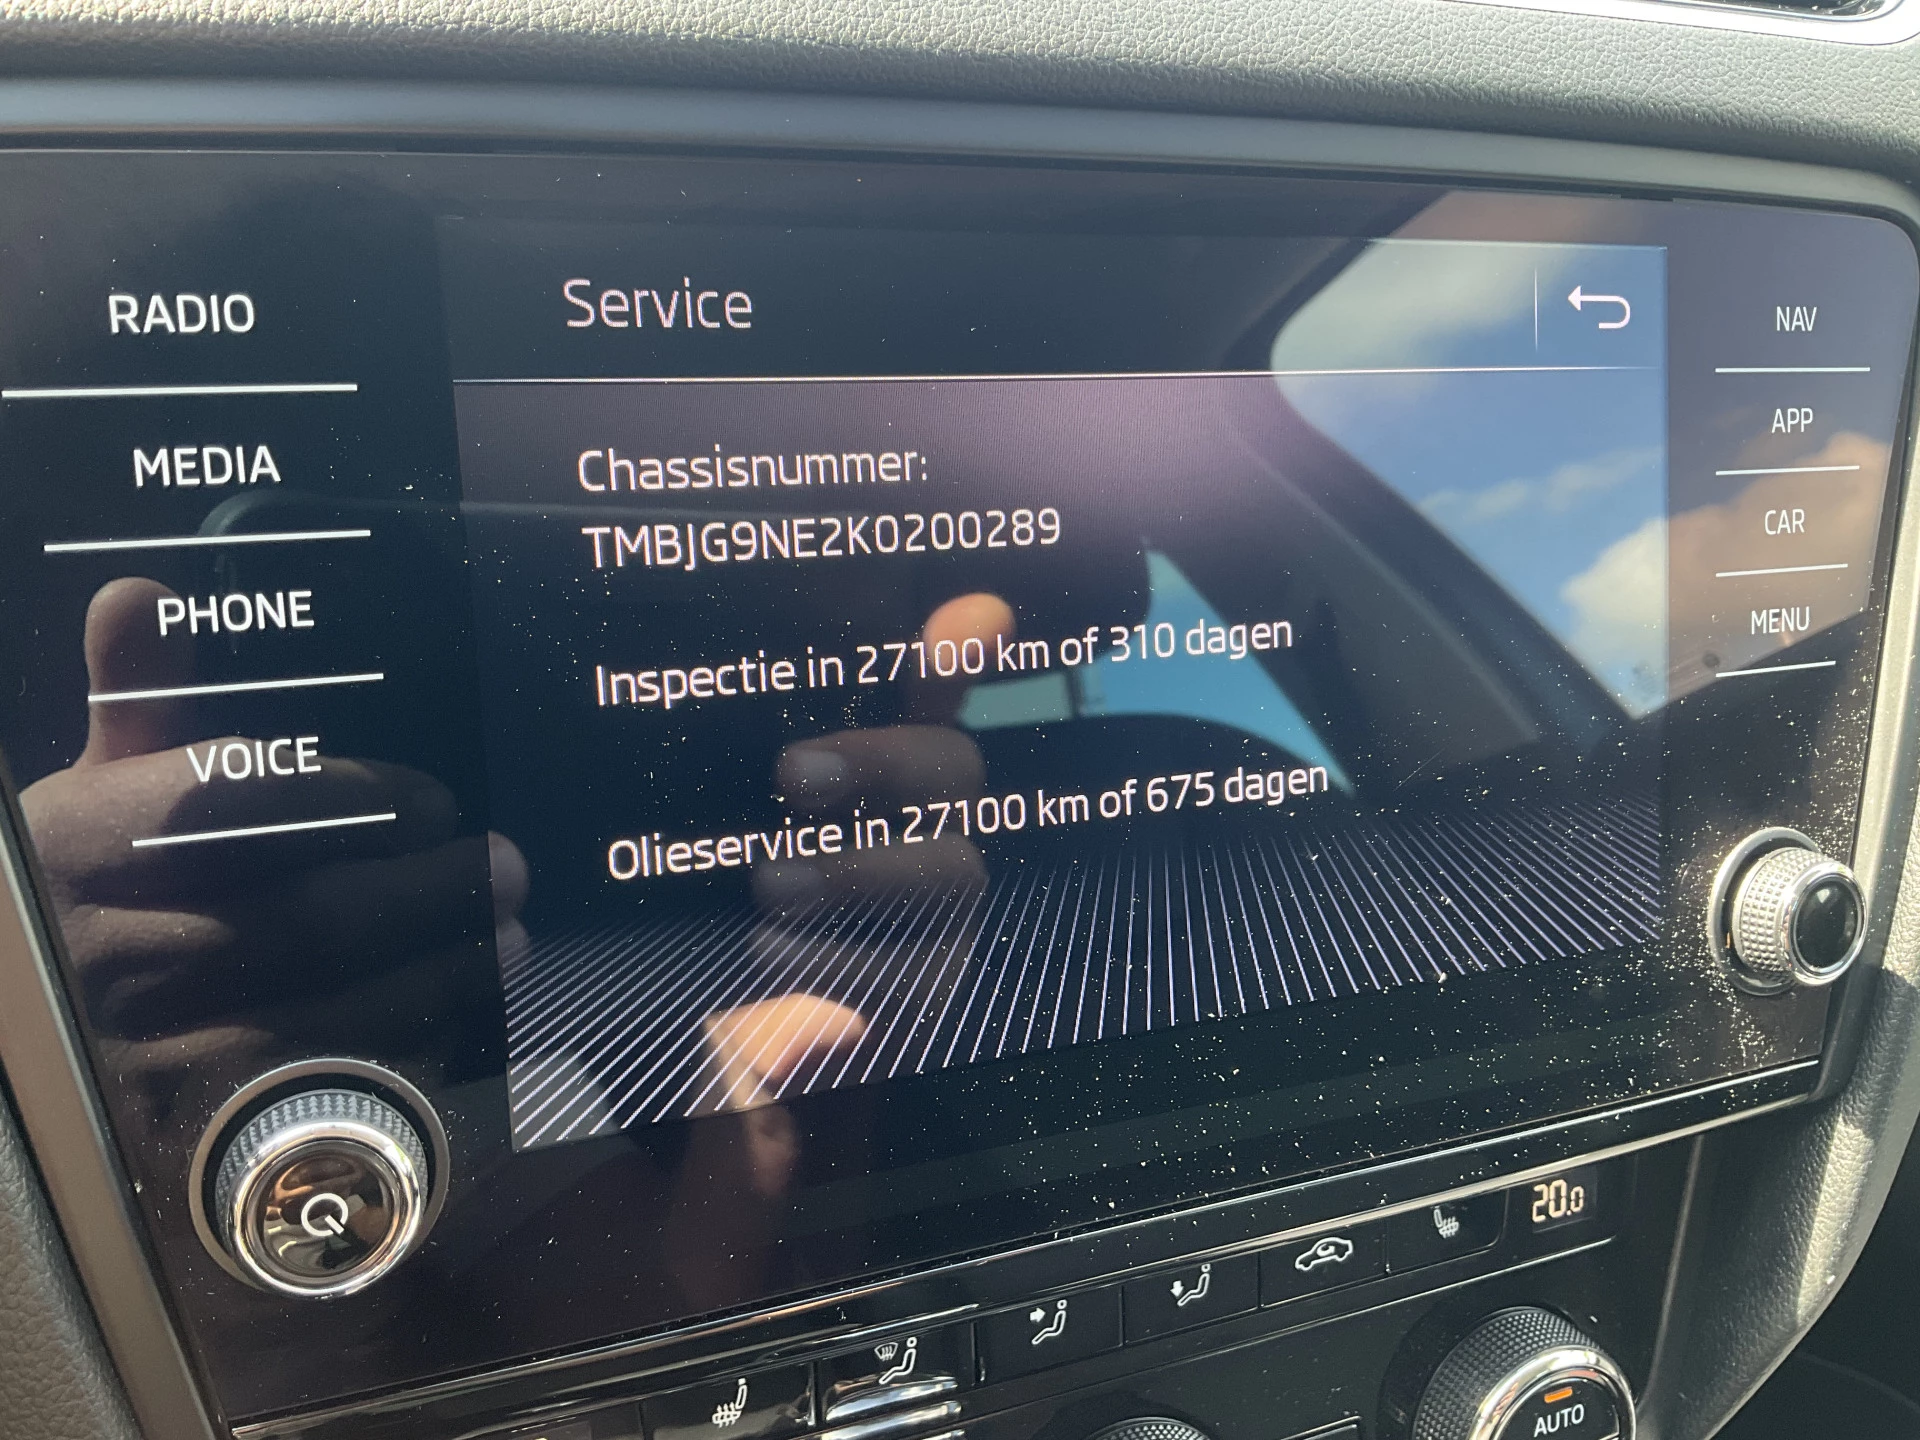 RADIO
MEDIA
PHONE
VOICE
Service
Chassisnummer:
TMBJG9NE2K0200289
Inspectie in 27100 km of 310 dagen
Olieservice in 27100 km of 675 dagen
NAV
APP
CAR
MENU
20.0
AUTO